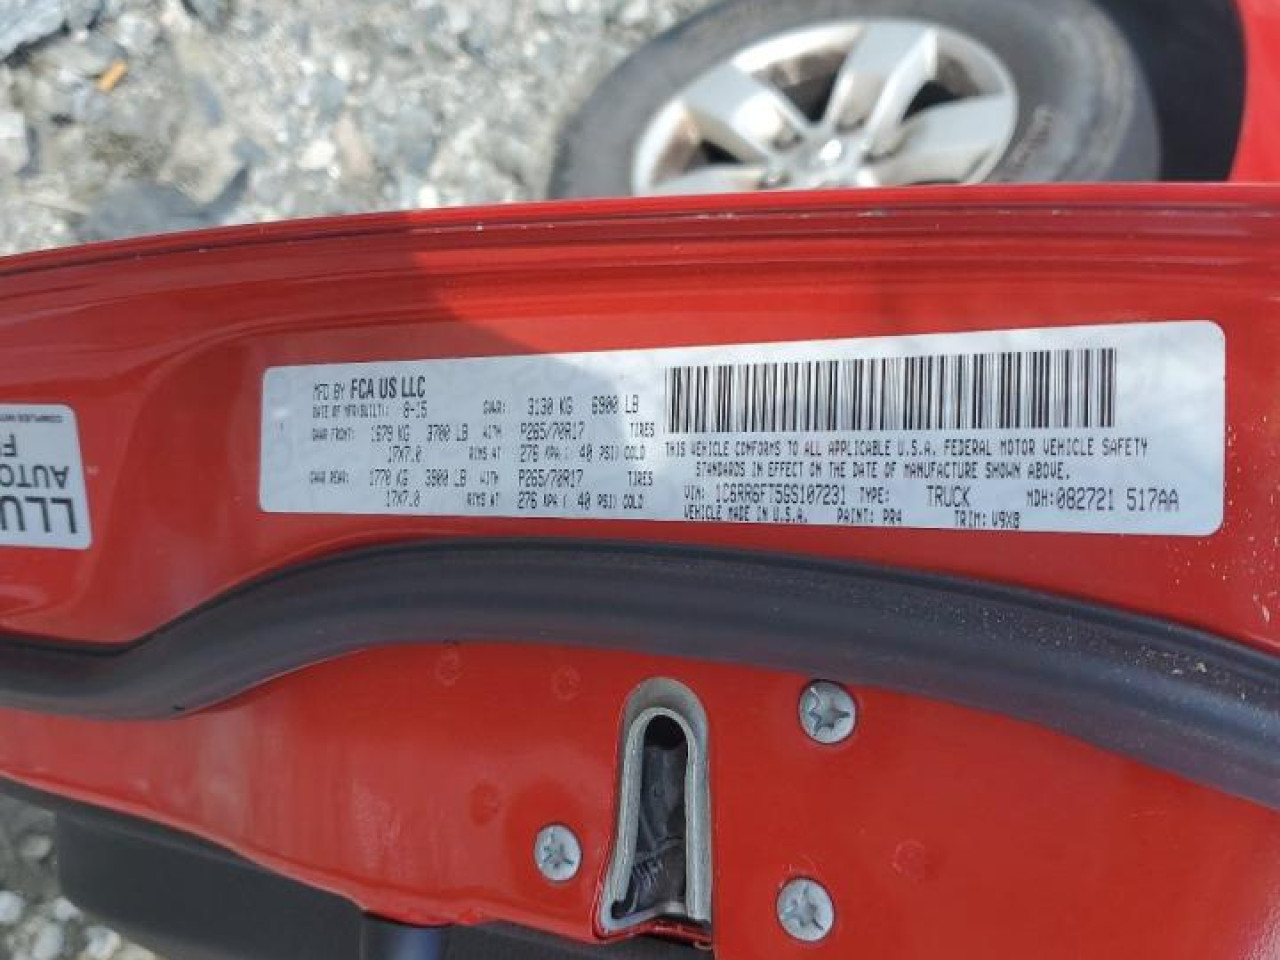 MFD BY FCA US LLC
DATE OF MFR(BUILT): 8-15 GVWR: 3130 KG 6900 LB
GAWR FRONT: 1679 KG 3700 LB WITH P265/70R17 TIRES
17X7.0 RIMS AT 276 KPA( 40 PSI) COLD
GAWR REAR: 1770 KG 3900 LB WITH P265/70R17 TIRES
17X7.0 RIMS AT 276 KPA( 40 PSI) COLD
THIS VEHICLE CONFORMS TO ALL APPLICABLE U.S.A. FEDERAL MOTOR VEHICLE SAFETY
STANDARDS IN EFFECT ON THE DATE OF MANUFACTURE SHOWN ABOVE.
VIN: 1C6RR6FT5GS107231 TYPE: TRUCK MDH:082721 517AA
VEHICLE MADE IN U.S.A. PAINT: PR4 TRIM: V9X8
AUTO